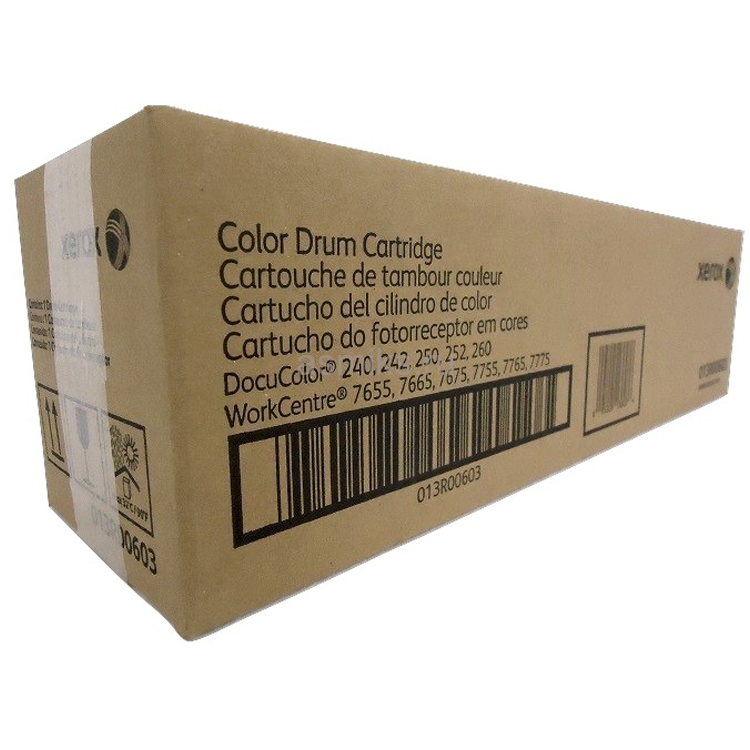 xerox
013R00603
Color Drum Cartridge
Cartouche de tambour couleur
Cartucho del cilindro de color
Cartucho do fotorreceptor em cores
DocuColor® 240, 242, 250, 252, 260
WorkCentre® 7655, 7665, 7675, 7755, 7765, 7775
013R00603
xerox
013R00603